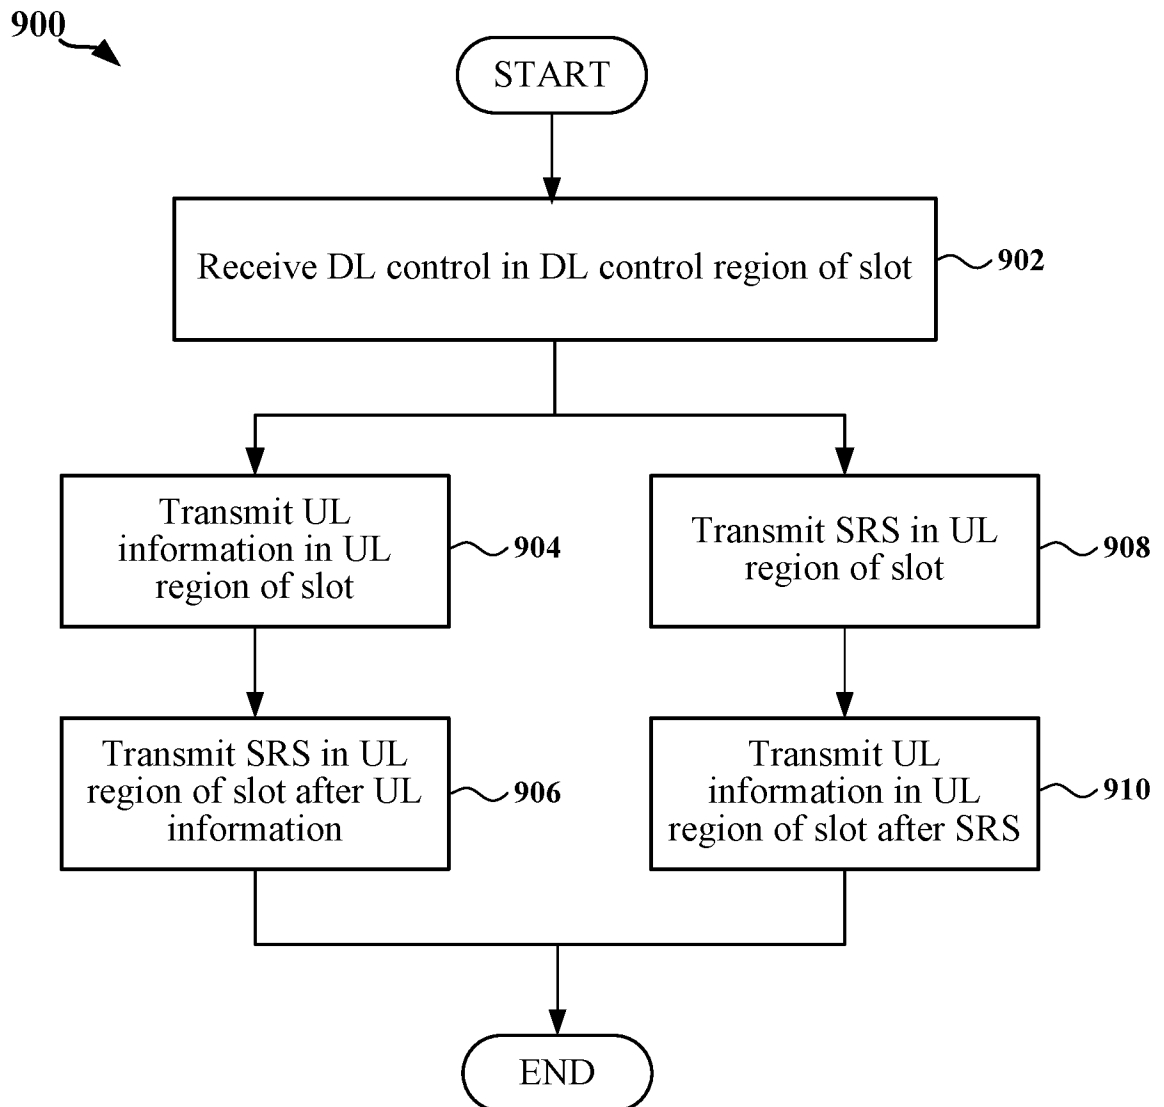 900
START
Receive DL control in DL control region of slot
902
Transmit UL
information in UL
region of slot
904
Transmit SRS in UL
region of slot
908
Transmit SRS in UL
region of slot after UL
information
906
Transmit UL
information in UL
region of slot after SRS
910
END